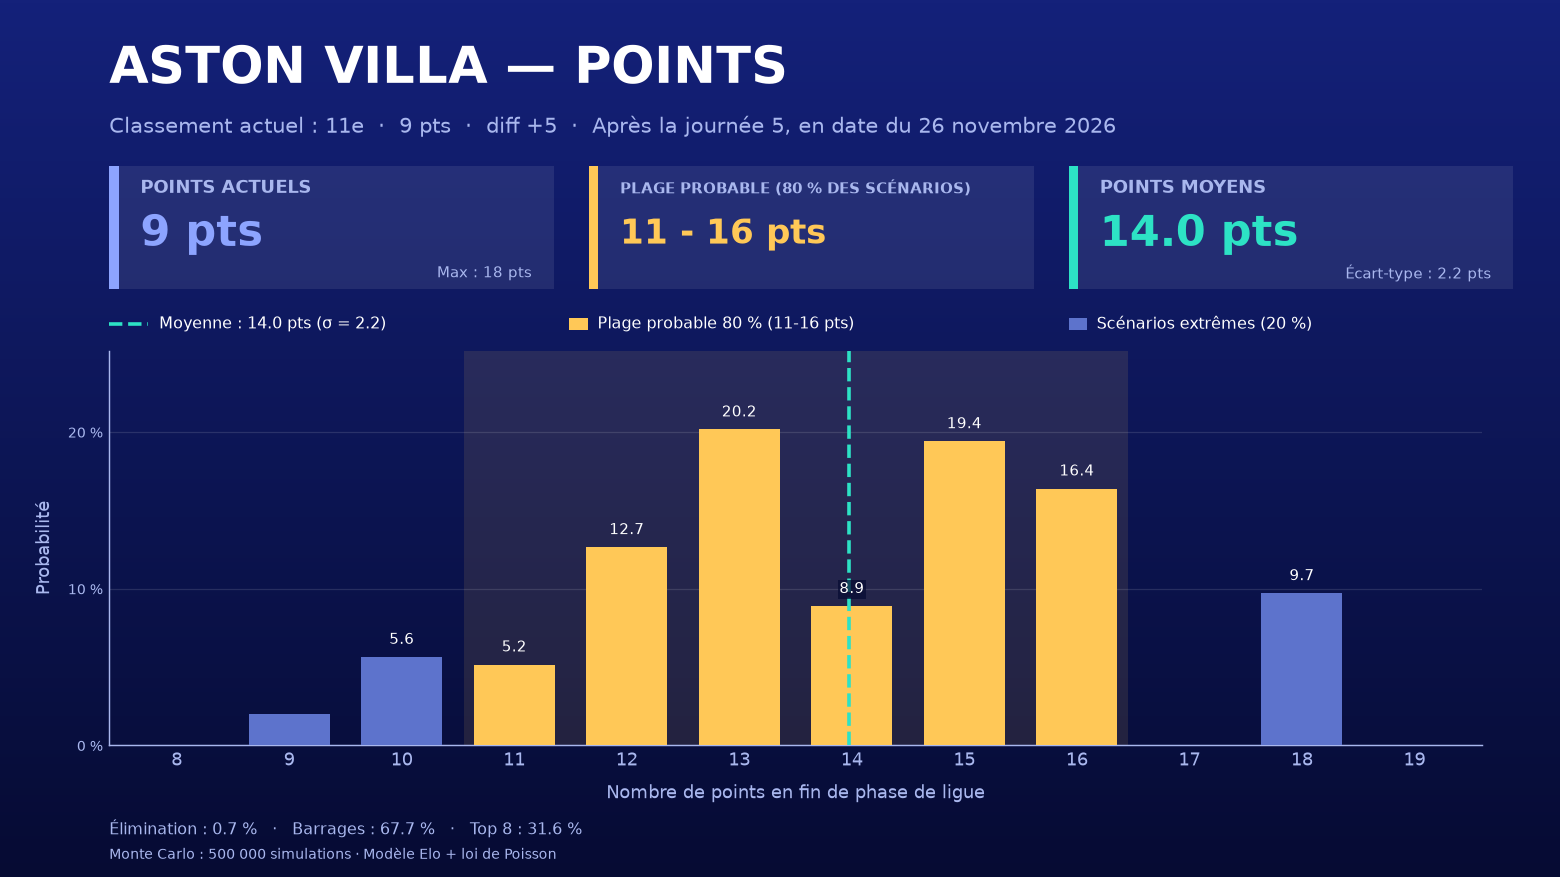 ASTON VILLA — POINTS
Classement actuel : 11e · 9 pts · diff +5 · Après la journée 5, en date du 26 novembre 2026
POINTS ACTUELS
9 pts
Max : 18 pts
PLAGE PROBABLE (80 % DES SCÉNARIOS)
11 - 16 pts
POINTS MOYENS
14.0 pts
Écart-type : 2.2 pts
Moyenne : 14.0 pts (σ = 2.2)
Plage probable 80 % (11-16 pts)
Scénarios extrêmes (20 %)
Probabilité
20 %
10 %
0 %
5.6
5.2
12.7
20.2
8.9
19.4
16.4
9.7
8 9 10 11 12 13 14 15 16 17 18 19
Nombre de points en fin de phase de ligue
Élimination : 0.7 % · Barrages : 67.7 % · Top 8 : 31.6 %
Monte Carlo : 500 000 simulations · Modèle Elo + loi de Poisson